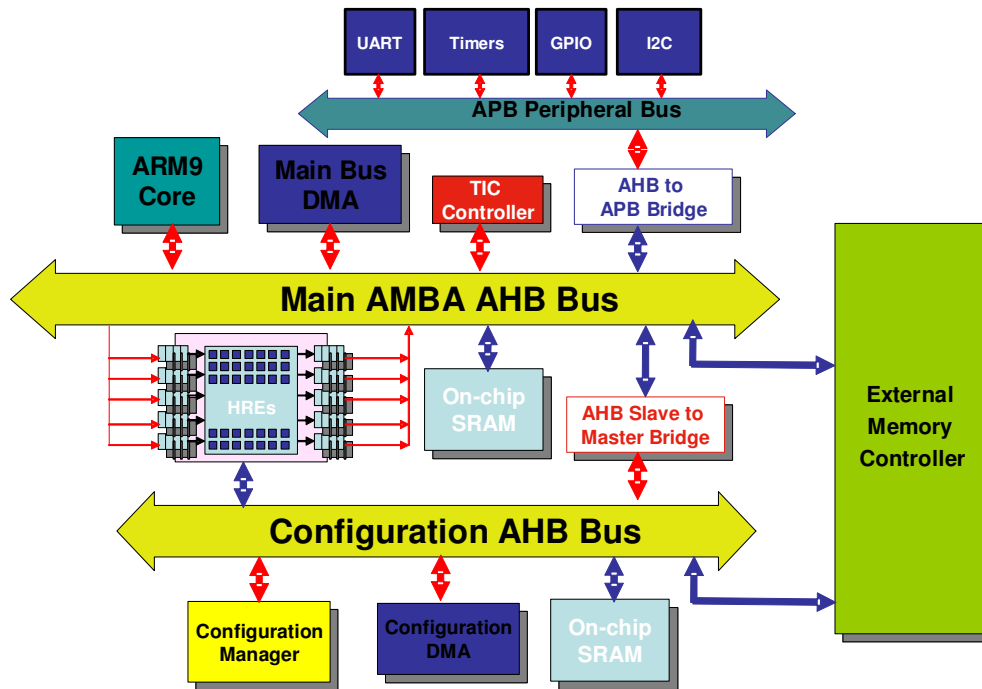 UART
Timers
GPIO
I2C
APB Peripheral Bus
ARM9
Core
Main Bus
DMA
TIC
Controller
AHB to
APB Bridge
Main AMBA AHB Bus
HREs
On-chip
SRAM
AHB Slave to
Master Bridge
External
Memory
Controller
Configuration AHB Bus
Configuration
Manager
Configuration
DMA
On-chip
SRAM